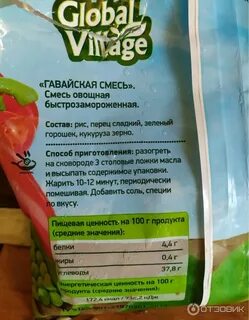 Global
Village
«ГАВАЙСКАЯ СМЕСЬ».
Смесь овощная
быстрозамороженная.
Состав: рис, перец сладкий, зеленый
горошек, кукуруза зерно.
Способ приготовления: разогреть
на сковороде 3 столовые ложки масла
и высыпать содержимое упаковки.
Жарить 10-12 минут, периодически
помешивая. Добавить соль, специи
по вкусу.
Пищевая ценность на 100 г продукта
(средние значения):
белки 4,4 г
жиры 0,4 г
углеводы 37,8 г
Энергетическая ценность на 100 г
продукта (средние значения):